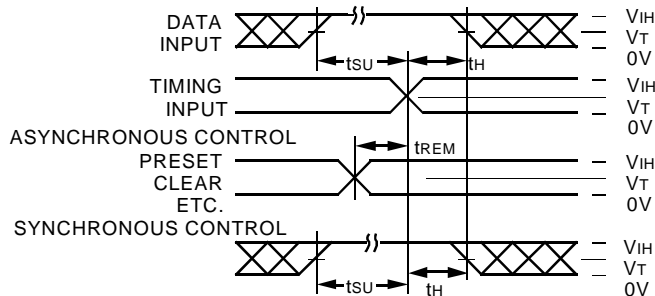 DATA
INPUT
VIH
VT
0V
tSU
tH
TIMING
INPUT
VIH
VT
0V
ASYNCHRONOUS CONTROL
tREM
PRESET
CLEAR
ETC.
VIH
VT
0V
SYNCHRONOUS CONTROL
VIH
VT
0V
tSU
tH